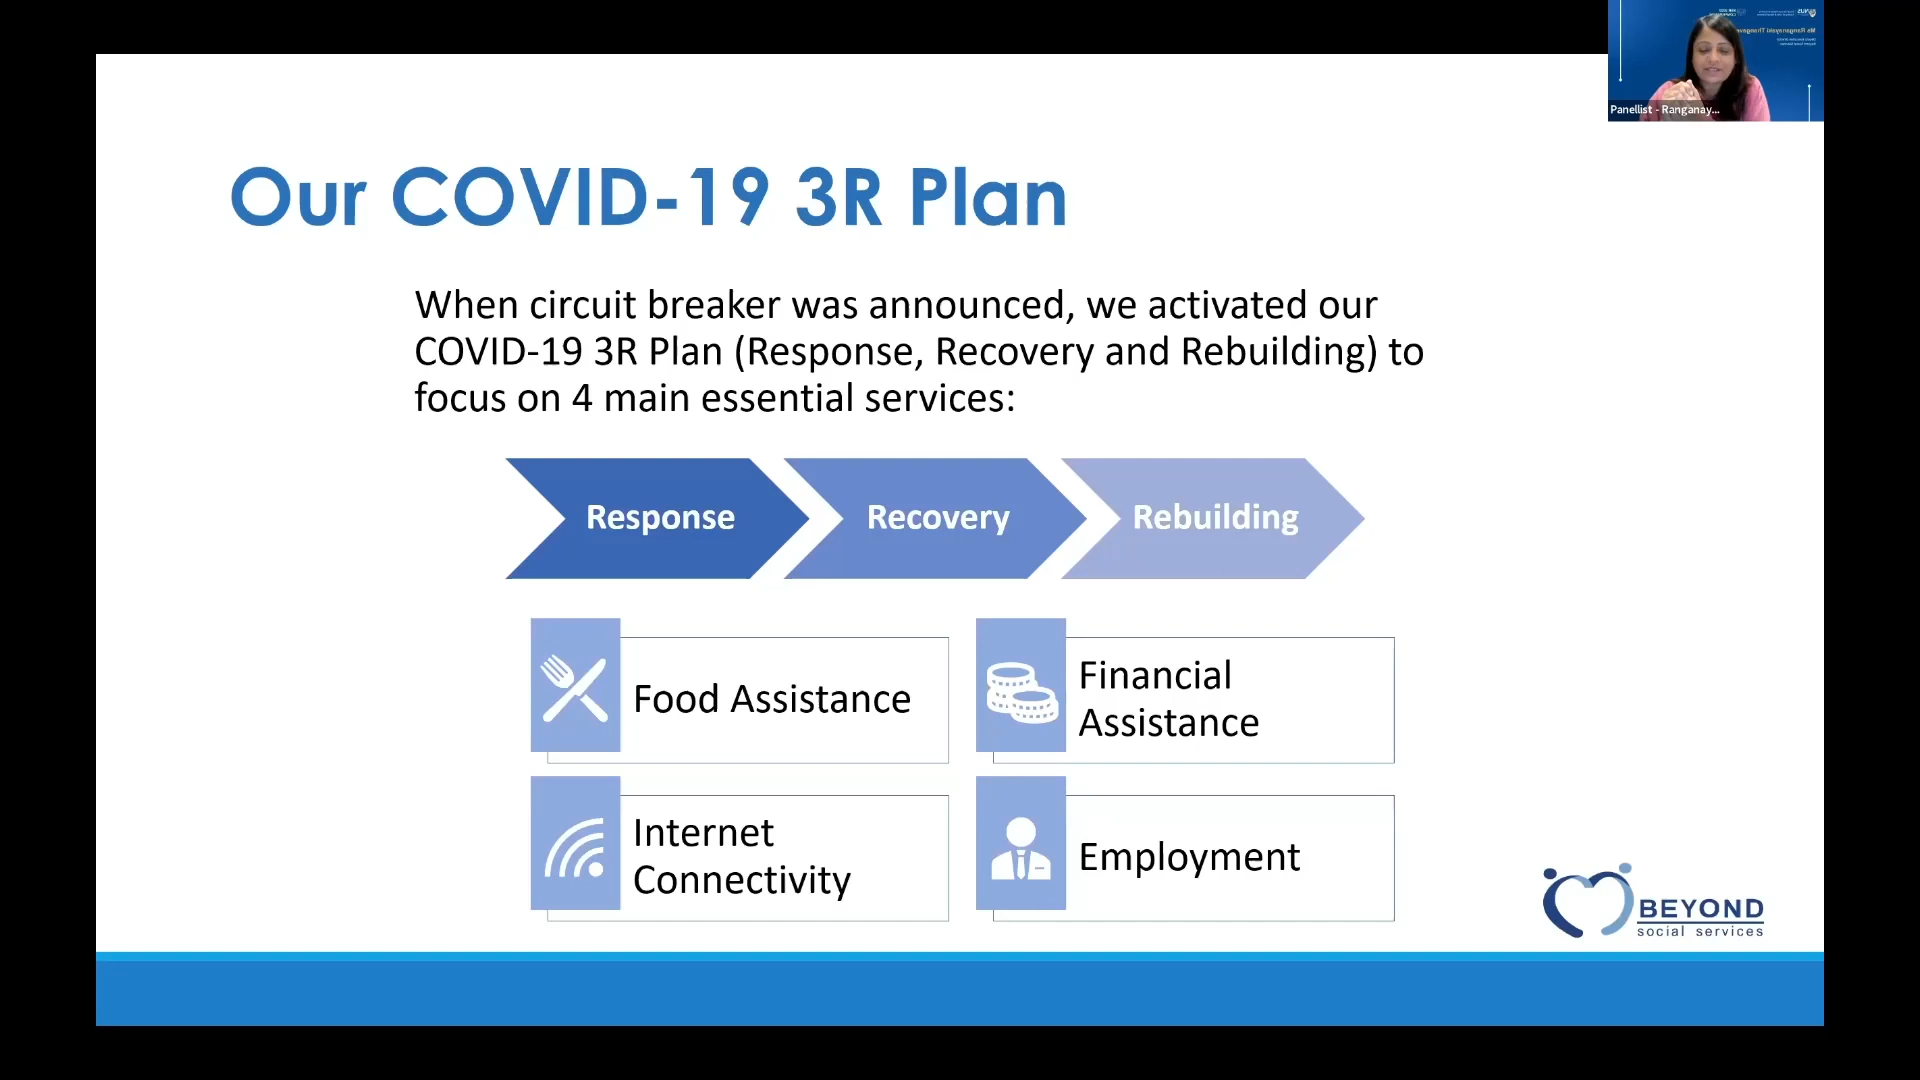 Panellist - Ranganay...
Our COVID-19 3R Plan
When circuit breaker was announced, we activated our
COVID-19 3R Plan (Response, Recovery and Rebuilding) to
focus on 4 main essential services:
Response
Recovery
Rebuilding
Food Assistance
Financial
Assistance
Internet
Connectivity
Employment
BEYOND
social services